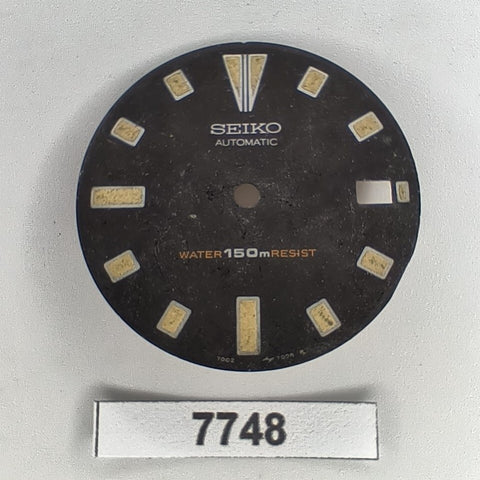 SEIKO
AUTOMATIC
WATER 150m RESIST
7002
7748